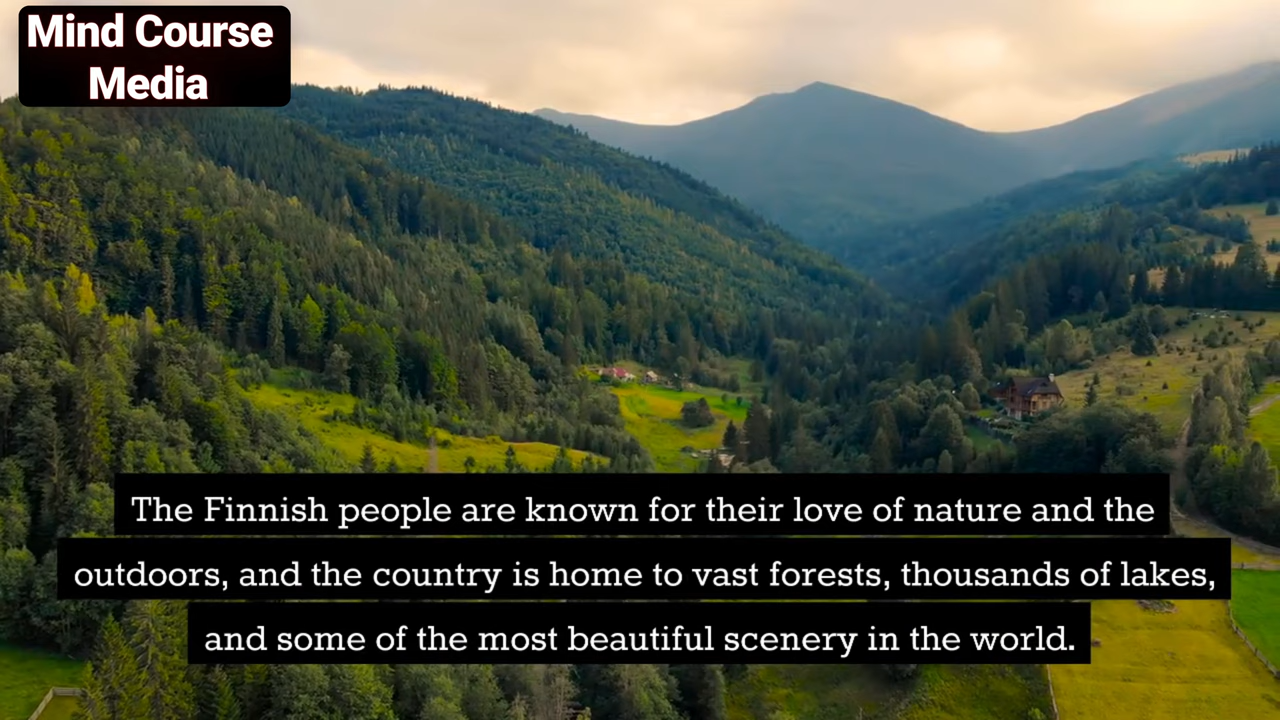 Mind Course
Media
The Finnish people are known for their love of nature and the
outdoors, and the country is home to vast forests, thousands of lakes,
and some of the most beautiful scenery in the world.